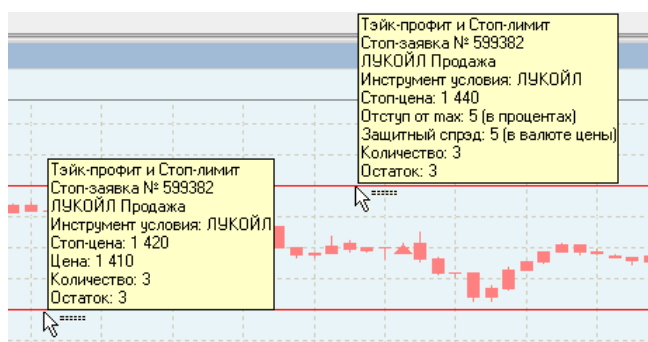 Тэйк-профит и Стоп-лимит
Стоп-заявка № 599382
ЛУКОЙЛ Продажа
Инструмент условия: ЛУКОЙЛ
Стоп-цена: 1 440
Отступ от max: 5 (в процентах)
Защитный спрэд: 5 (в валюте цены)
Количество: 3
Остаток: 3
Тэйк-профит и Стоп-лимит
Стоп-заявка № 599382
ЛУКОЙЛ Продажа
Инструмент условия: ЛУКОЙЛ
Стоп-цена: 1 420
Цена: 1 410
Количество: 3
Остаток: 3